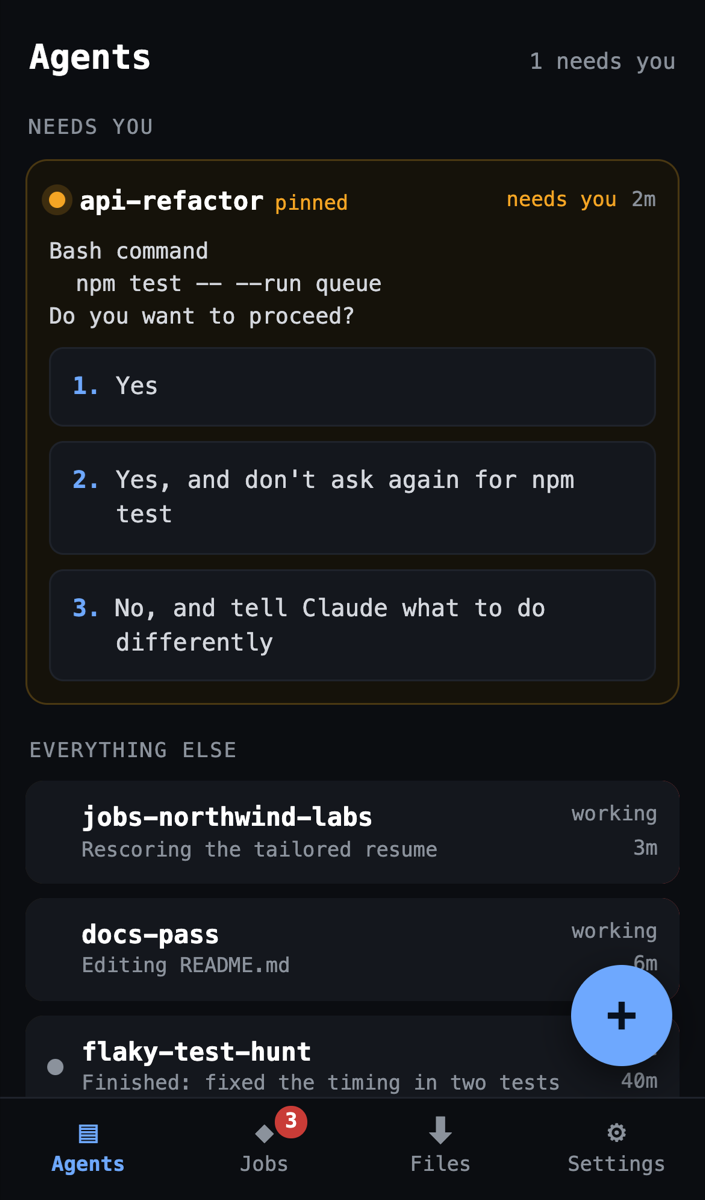 Agents
1 needs you
NEEDS YOU
api-refactor pinned
needs you 2m
Bash command
npm test -- --run queue
Do you want to proceed?
1. Yes
2. Yes, and don't ask again for npm
test
3. No, and tell Claude what to do
differently
EVERYTHING ELSE
jobs-northwind-labs
working
Rescoring the tailored resume
3m
docs-pass
working
Editing README.md
6m
flaky-test-hunt
Finished: fixed the timing in two tests
40m
+
3
Agents
Jobs
Files
Settings